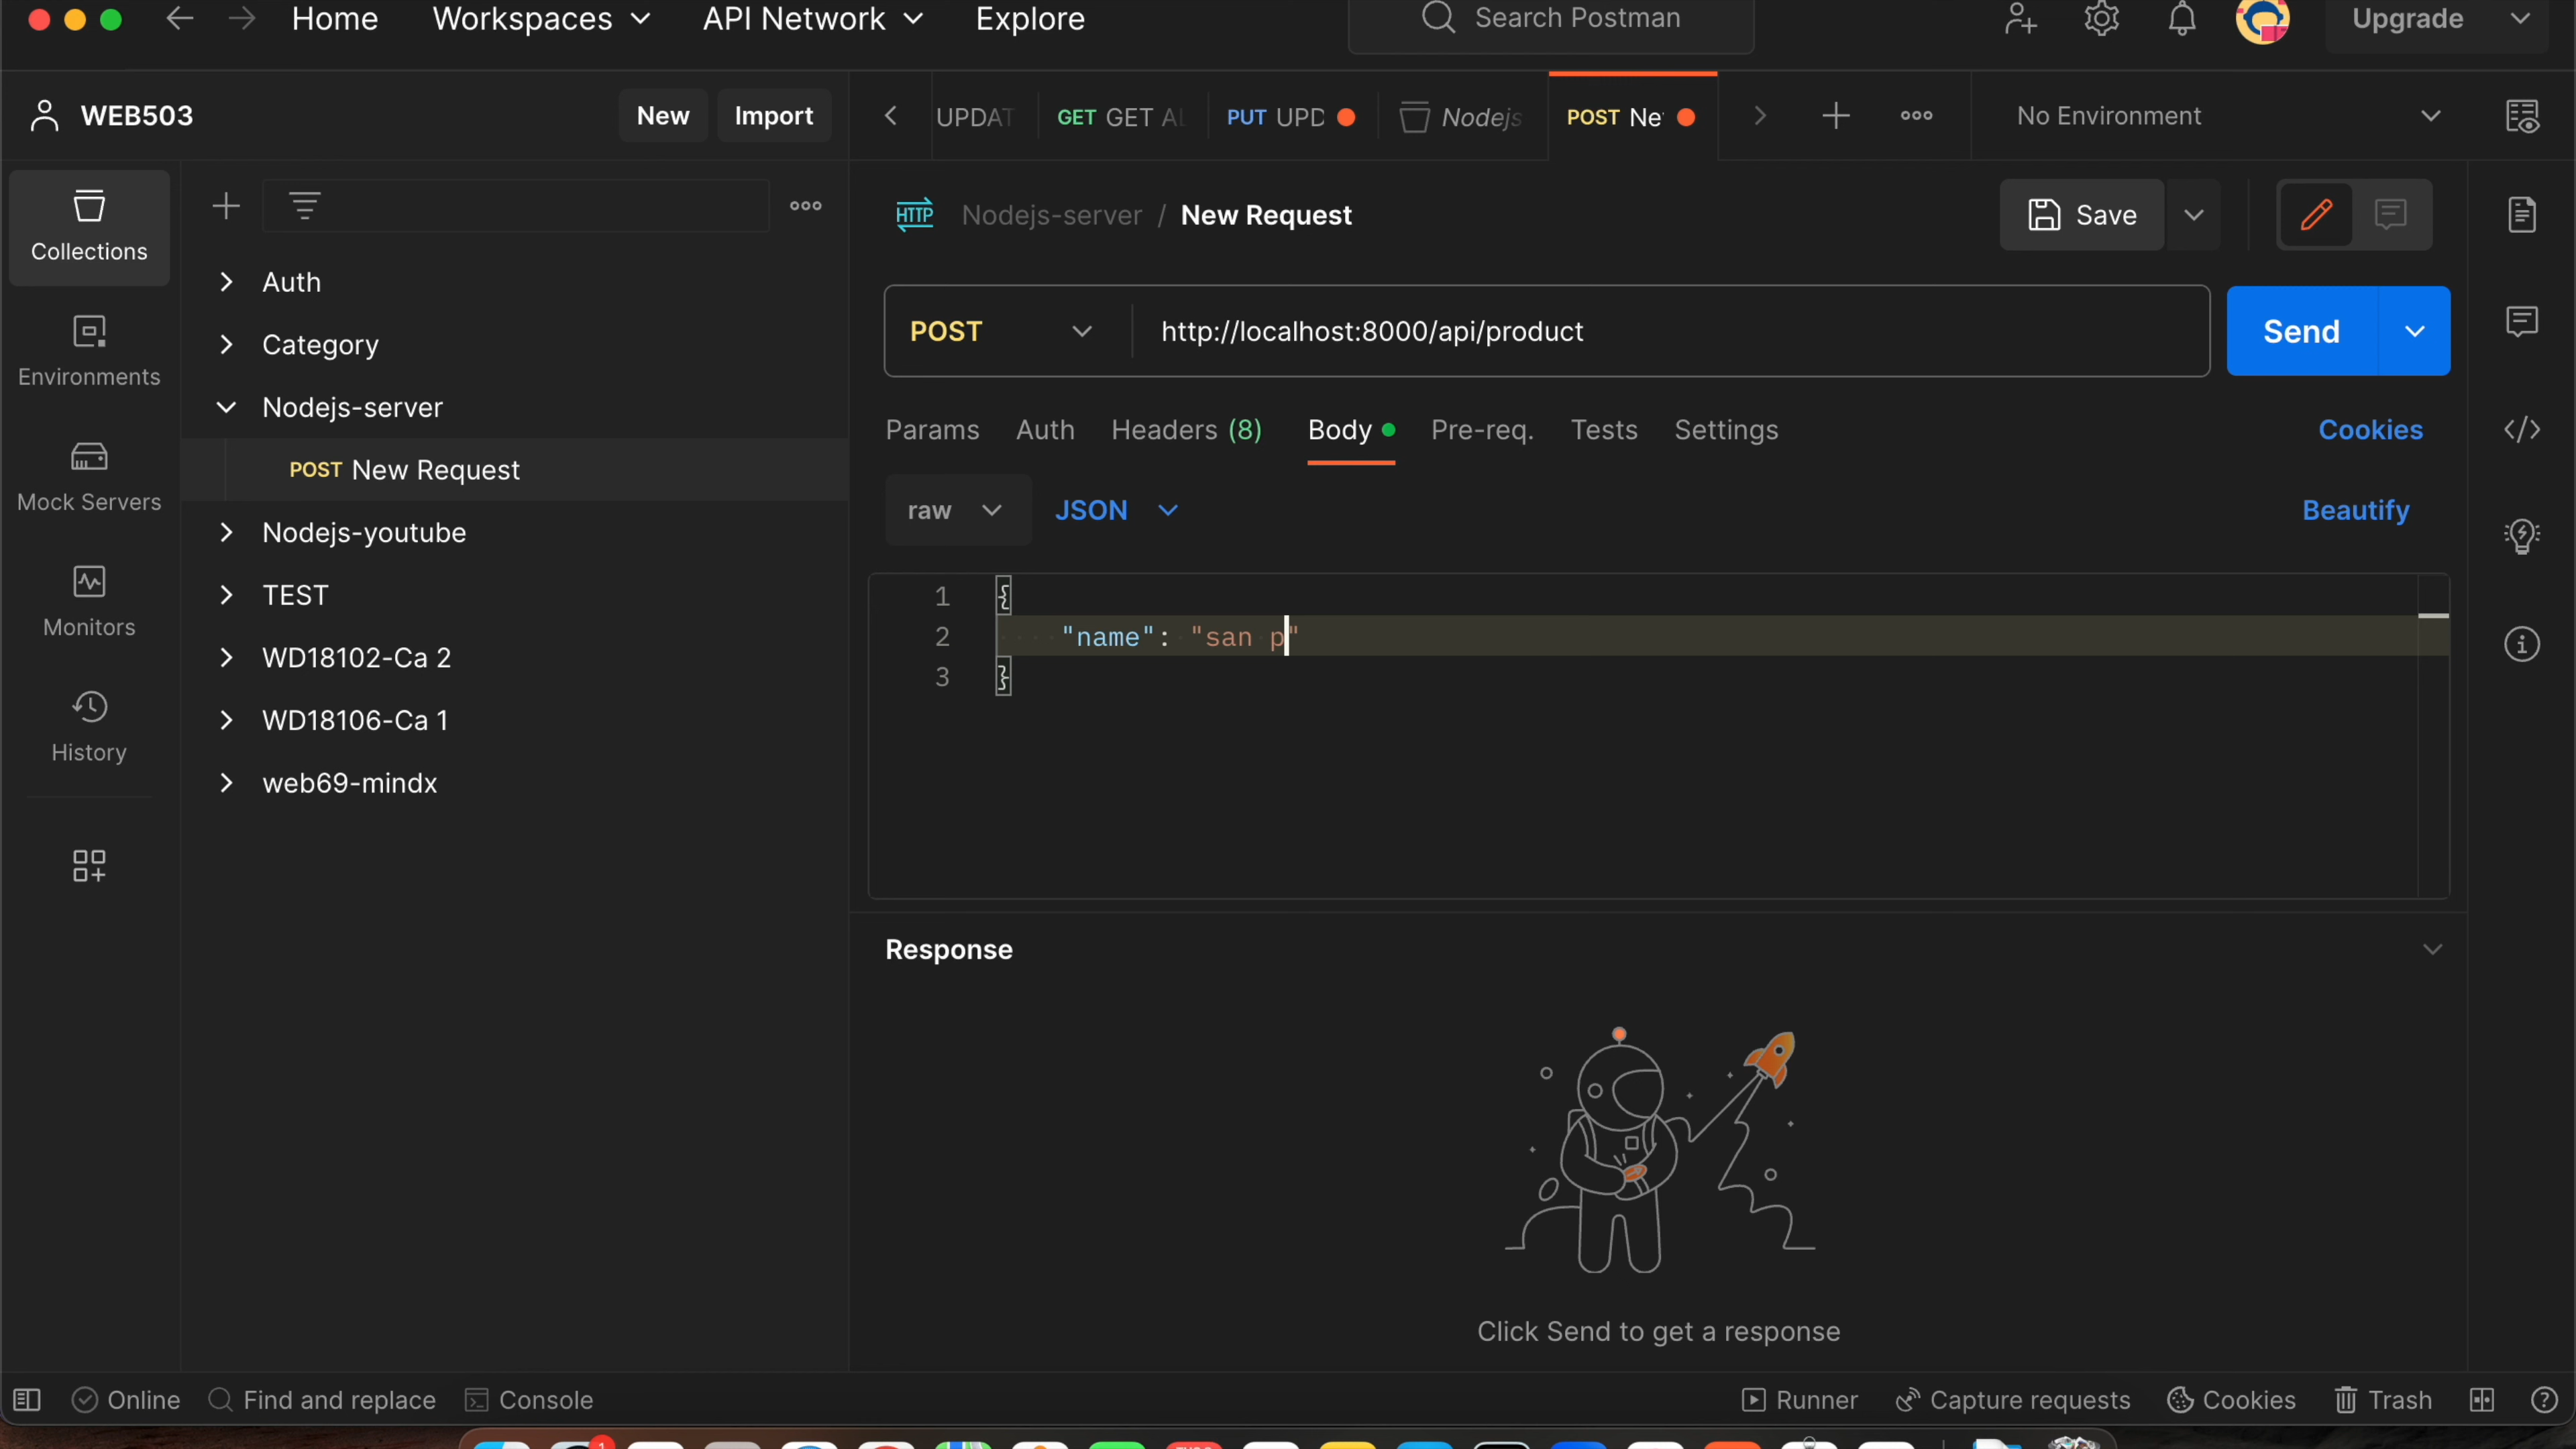 Home Workspaces API Network Explore Search Postman Upgrade
WEB503 New Import UPDAT GET GET AL PUT UPD Nodejs POST Ne No Environment
Collections
Environments
Mock Servers
Monitors
History
Auth
Category
Nodejs-server
POST New Request
Nodejs-youtube
TEST
WD18102-Ca 2
WD18106-Ca 1
web69-mindx
HTTP Nodejs-server / New Request Save
POST http://localhost:8000/api/product Send
Params Auth Headers (8) Body Pre-req. Tests Settings Cookies
raw JSON Beautify
1 {
2 "name": "san p"
3 }
Response
Click Send to get a response
Online Find and replace Console Runner Capture requests Cookies Trash
1